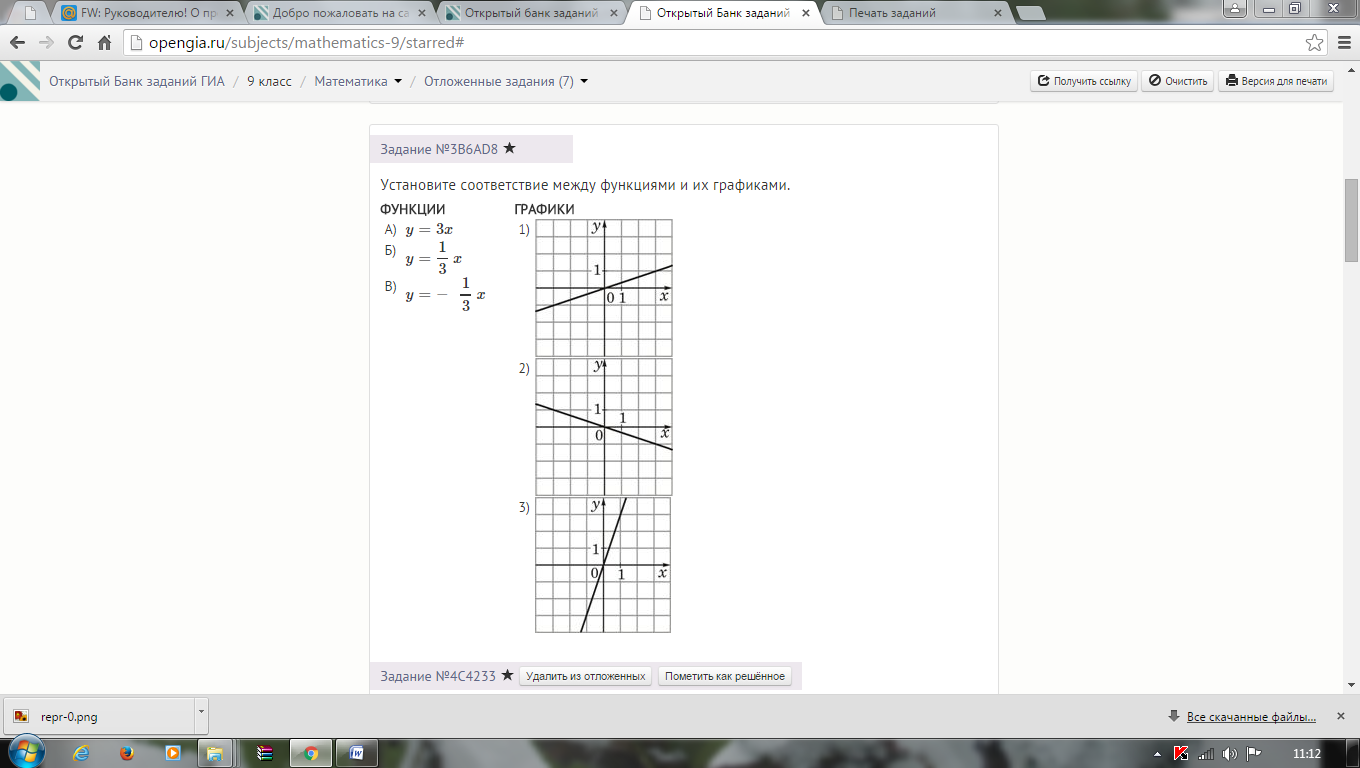 FW: Руководителю! О пр
Добро пожаловать на са
Открытый банк заданий
Открытый Банк заданий
Печать заданий
opengia.ru/subjects/mathematics-9/starred#
Открытый Банк заданий ГИА / 9 класс / Математика / Отложенные задания (7)
Получить ссылку
Очистить
Версия для печати
Задание №3B6AD8
Установите соответствие между функциями и их графиками.
ФУНКЦИИ
А) y = 3x
Б) y = 1/3 x
В) y = − 1/3 x
ГРАФИКИ
1)
y
1
0 1 x
2)
y
1 1
0 x
3)
y
1
0 1 x
Задание №4C4233
Удалить из отложенных
Пометить как решённое
repr-0.png
Все скачанные файлы...
11:12